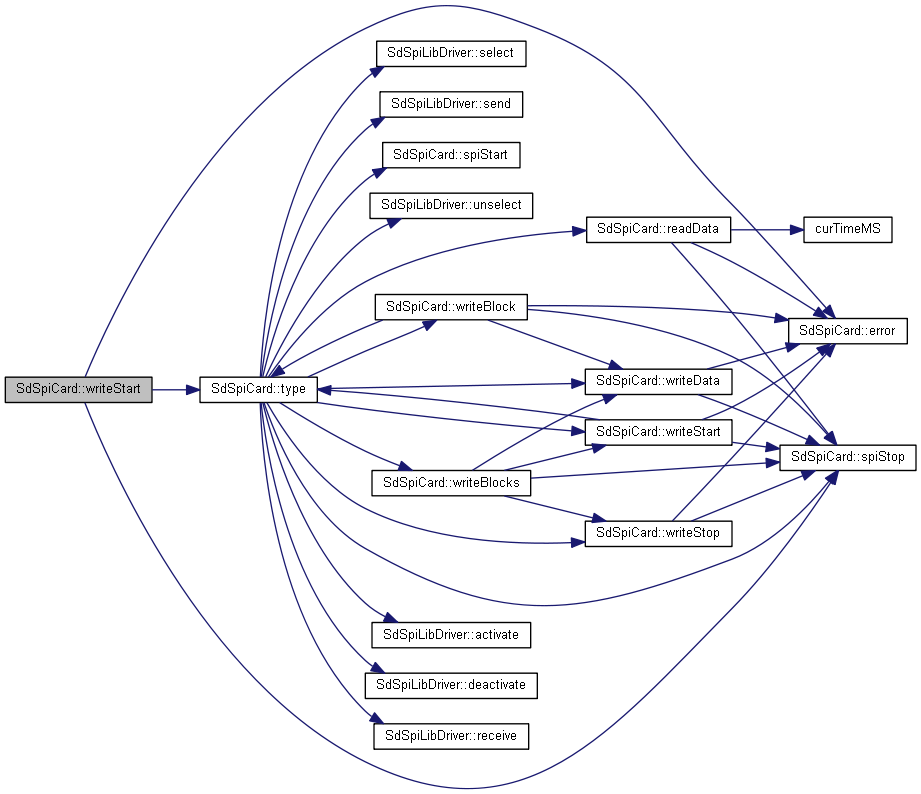 SdSpiLibDriver::select
SdSpiLibDriver::send
SdSpiCard::spiStart
SdSpiLibDriver::unselect
SdSpiCard::readData
curTimeMS
SdSpiCard::writeBlock
SdSpiCard::error
SdSpiCard::writeStart
SdSpiCard::type
SdSpiCard::writeData
SdSpiCard::writeStart
SdSpiCard::spiStop
SdSpiCard::writeBlocks
SdSpiCard::writeStop
SdSpiLibDriver::activate
SdSpiLibDriver::deactivate
SdSpiLibDriver::receive